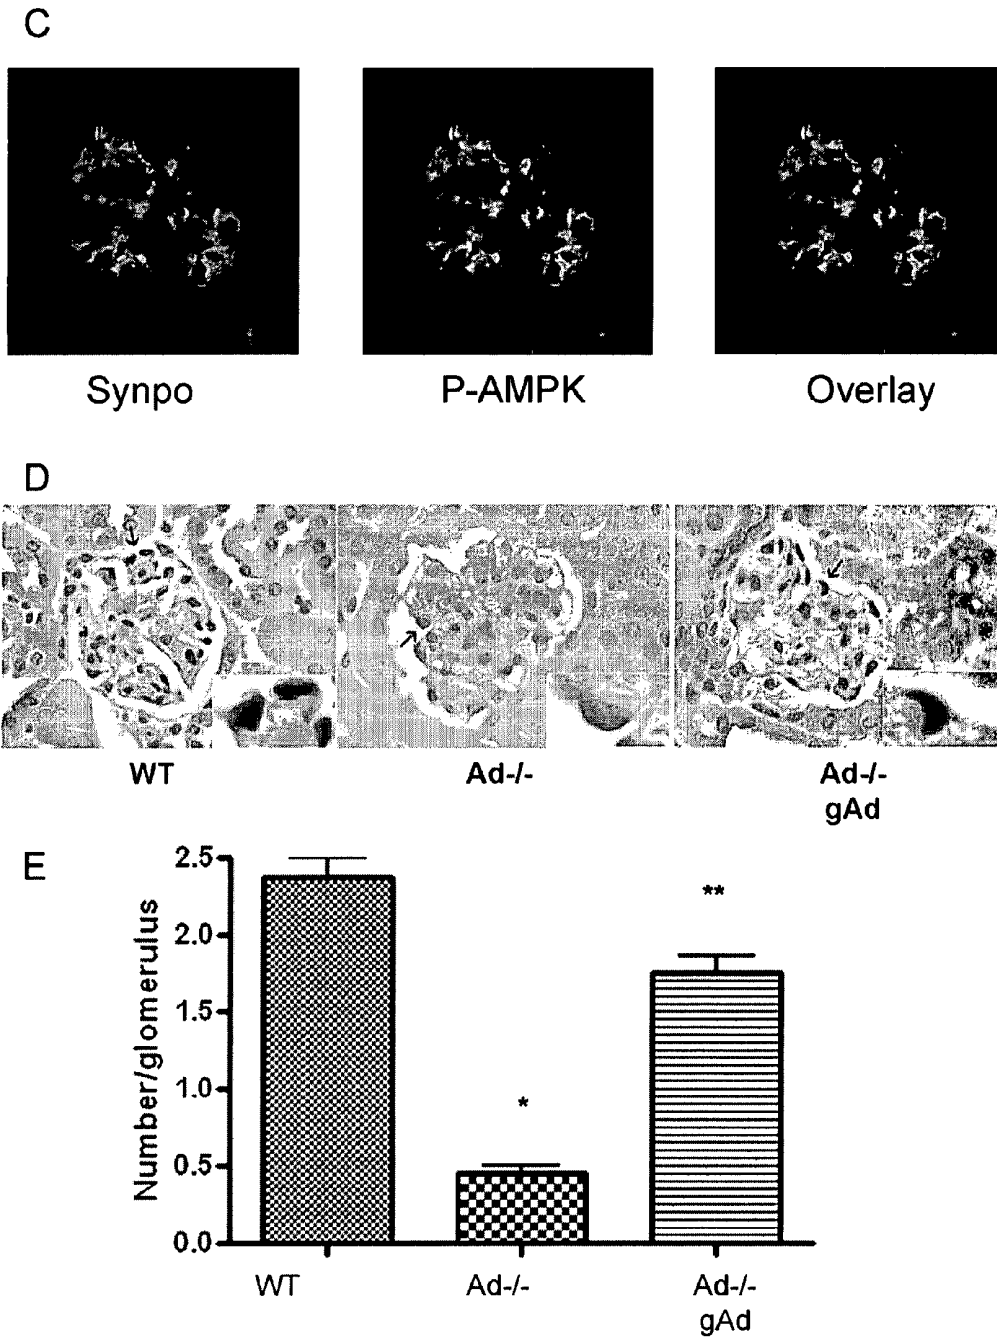 C
Synpo P-AMPK Overlay
D
WT Ad-/- Ad-/-
gAd
E
Number/glomerulus
2.5
**
2.0
1.5
1.0
*
0.5
0.0
WT Ad-/- Ad-/-
gAd